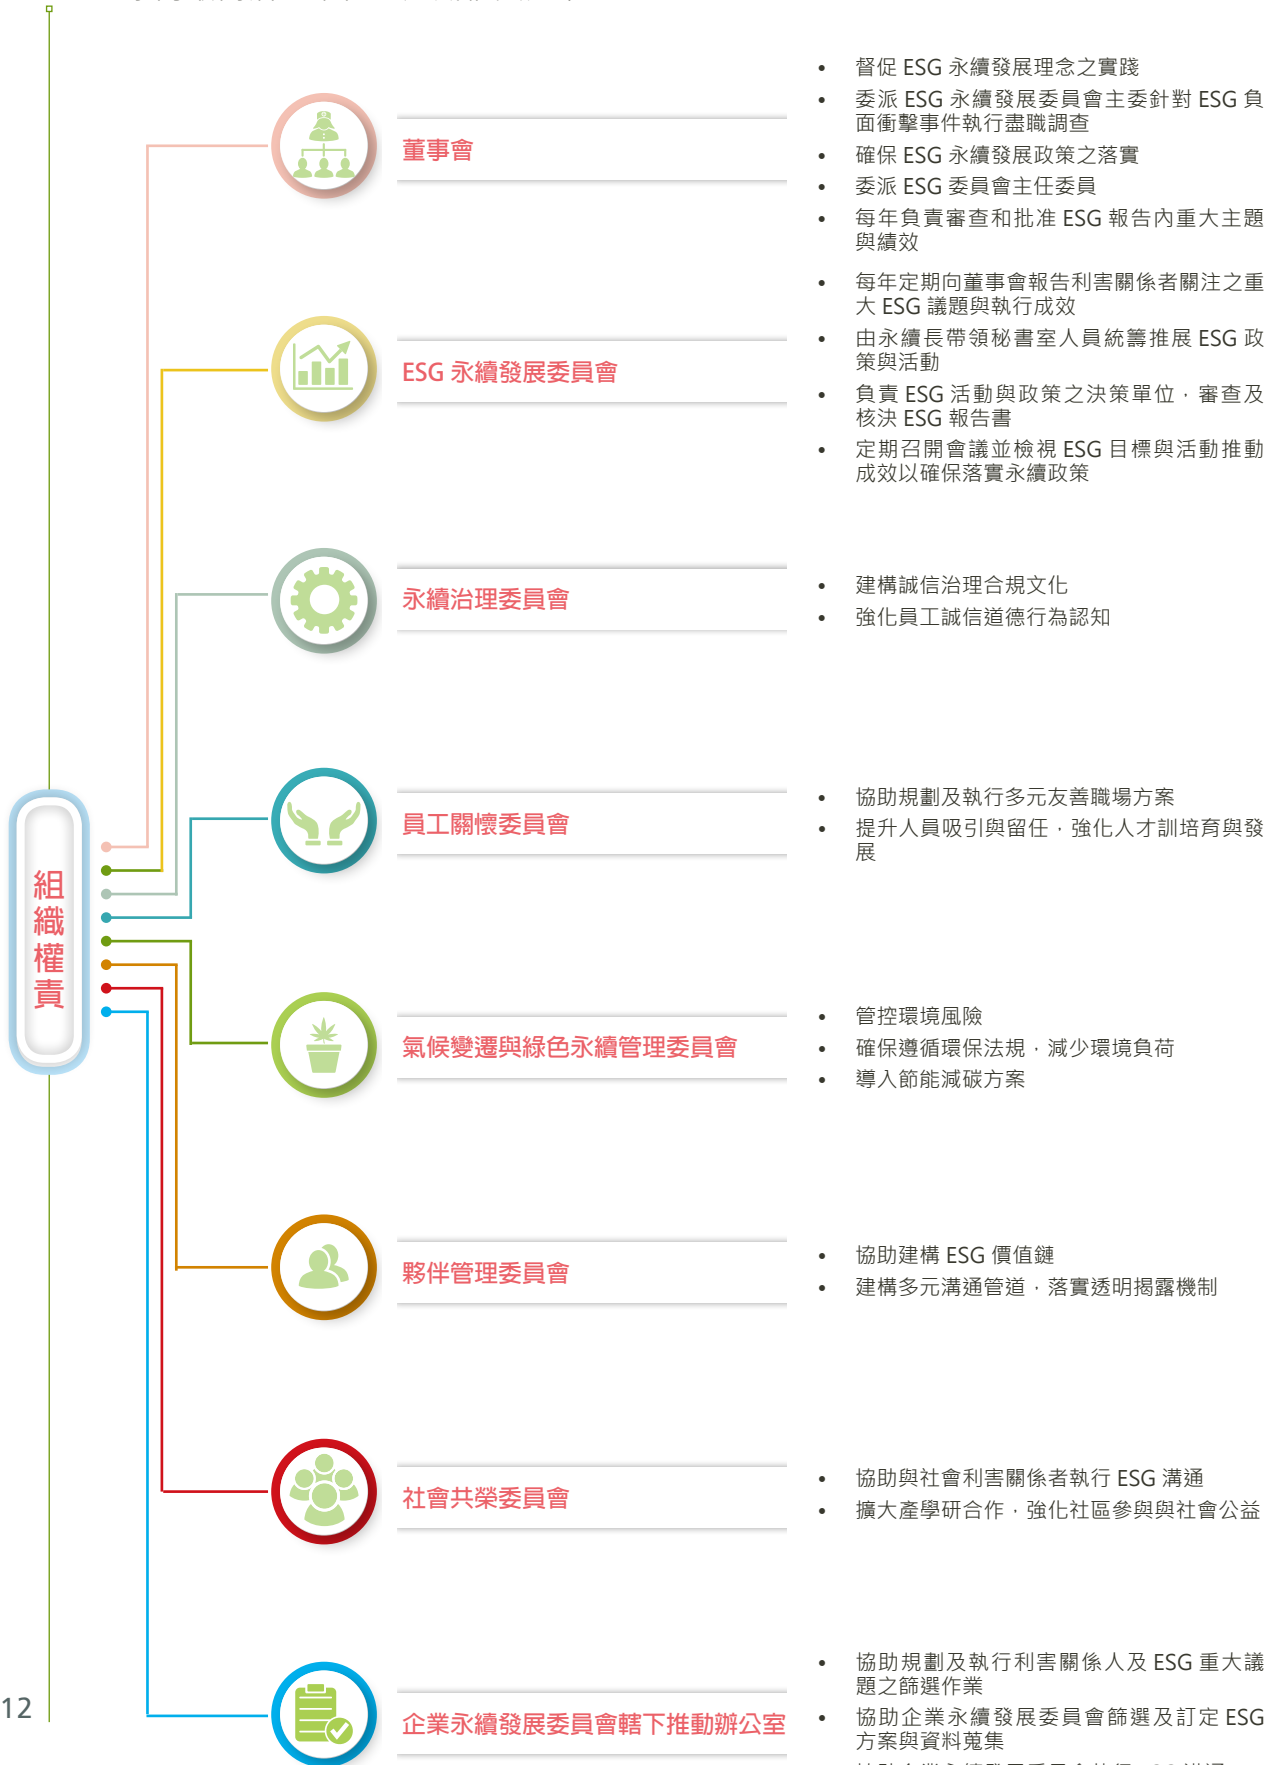 組織權責
董事會
• 督促 ESG 永續發展理念之實踐
• 委派 ESG 永續發展委員會主委針對 ESG 負
面衝擊事件執行盡職調查
• 確保 ESG 永續發展政策之落實
• 委派 ESG 委員會主任委員
• 每年負責審查和批准 ESG 報告內重大主題
與績效
ESG 永續發展委員會
• 每年定期向董事會報告利害關係者關注之重
大 ESG 議題與執行成效
• 由永續長帶領秘書室人員統籌推展 ESG 政
策與活動
• 負責 ESG 活動與政策之決策單位，審查及
核決 ESG 報告書
• 定期召開會議並檢視 ESG 目標與活動推動
成效以確保落實永續政策
永續治理委員會
• 建構誠信治理合規文化
• 強化員工誠信道德行為認知
員工關懷委員會
• 協助規劃及執行多元友善職場方案
• 提升人員吸引與留任，強化人才訓培育與發
展
氣候變遷與綠色永續管理委員會
• 管控環境風險
• 確保遵循環保法規，減少環境負荷
• 導入節能減碳方案
夥伴管理委員會
• 協助建構 ESG 價值鏈
• 建構多元溝通管道，落實透明揭露機制
社會共榮委員會
• 協助與社會利害關係者執行 ESG 溝通
• 擴大產學研合作，強化社區參與與社會公益
企業永續發展委員會轄下推動辦公室
• 協助規劃及執行利害關係人及 ESG 重大議
題之篩選作業
• 協助企業永續發展委員會篩選及訂定 ESG
方案與資料蒐集
12